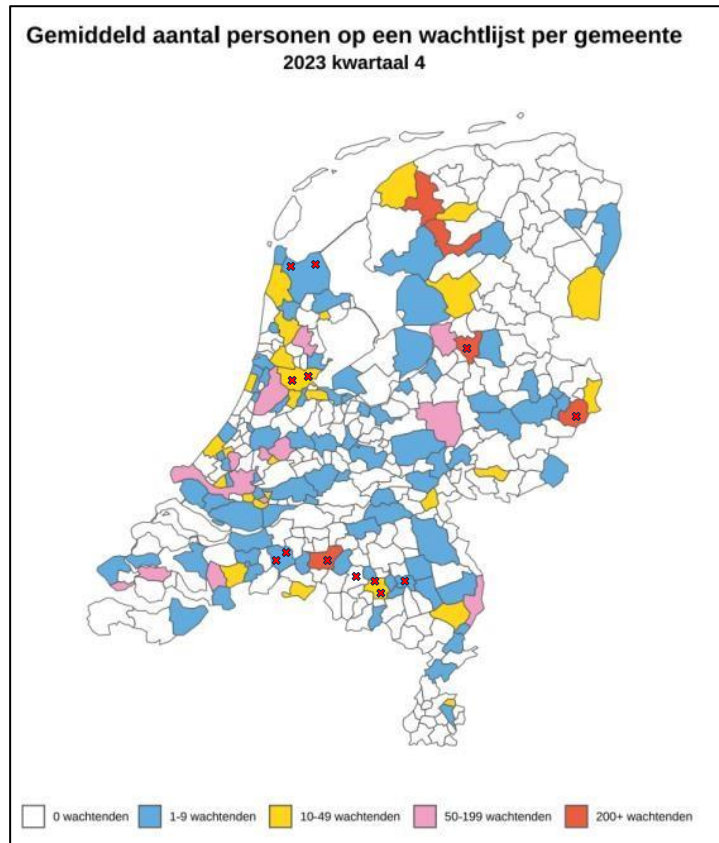 Gemiddeld aantal personen op een wachtlijst per gemeente
2023 kwartaal 4
0 wachtenden
1-9 wachtenden
10-49 wachtenden
50-199 wachtenden
200+ wachtenden